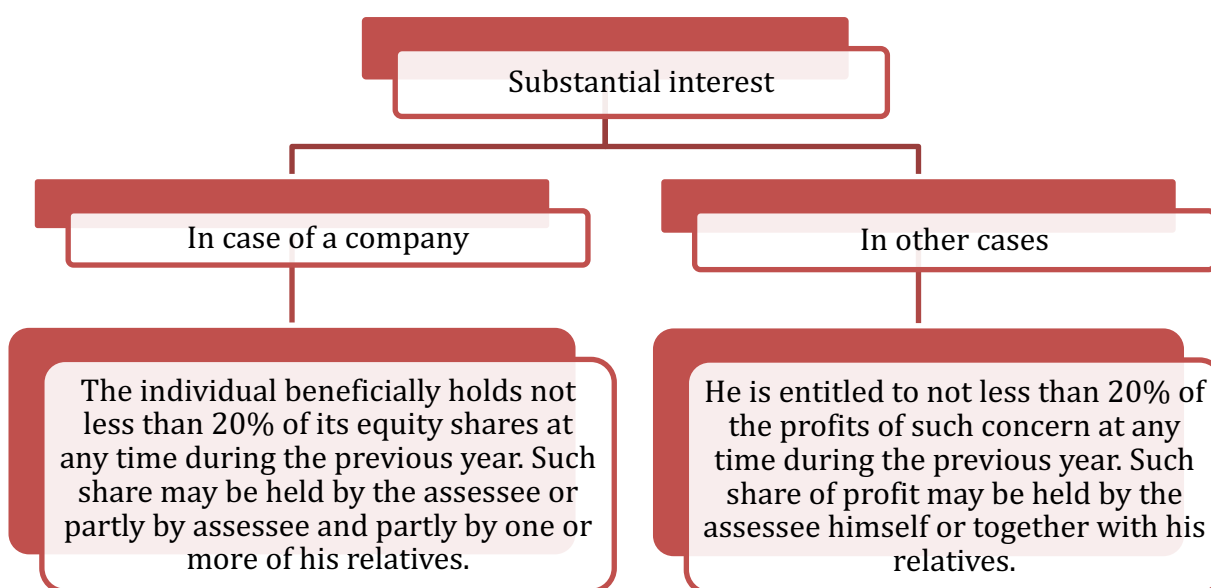 Substantial interest
In case of a company
In other cases
The individual beneficially holds not
less than 20% of its equity shares at
any time during the previous year. Such
share may be held by the assessee or
partly by assessee and partly by one or
more of his relatives.
He is entitled to not less than 20% of
the profits of such concern at any
time during the previous year. Such
share of profit may be held by the
assessee himself or together with his
relatives.